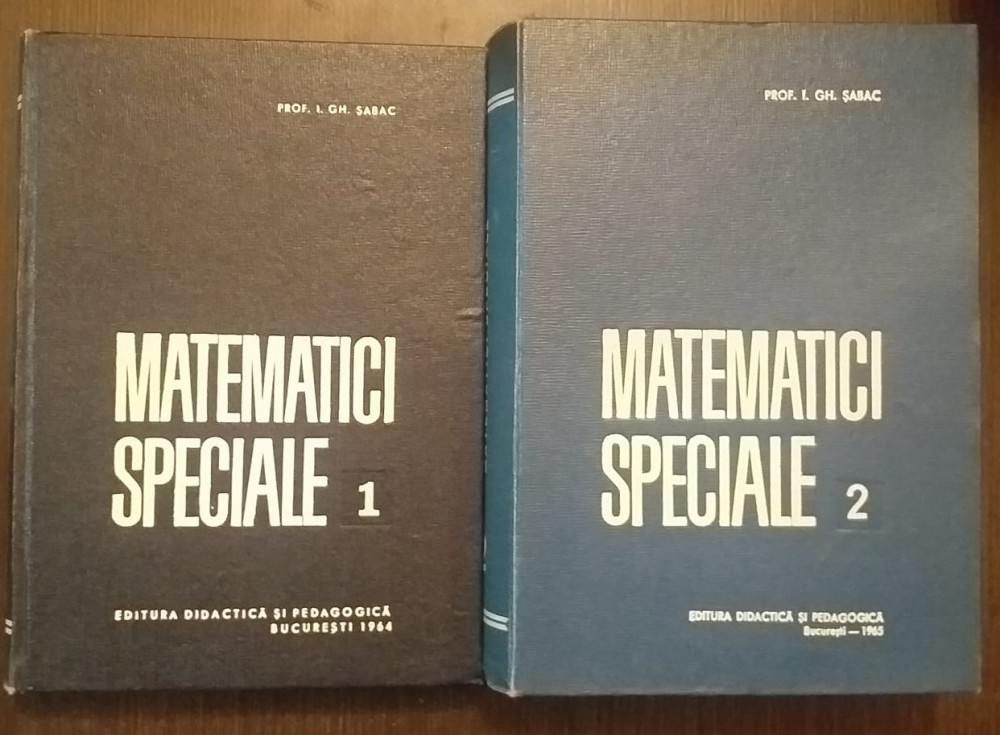 PROF. I. GH. ŞABAC
MATEMATICI
SPECIALE 1
EDITURA DIDACTICĂ ŞI PEDAGOGICĂ
BUCUREŞTI 1964
PROF. I. GH. ŞABAC
MATEMATICI
SPECIALE 2
EDITURA DIDACTICĂ ŞI PEDAGOGICĂ
Bucureşti — 1965